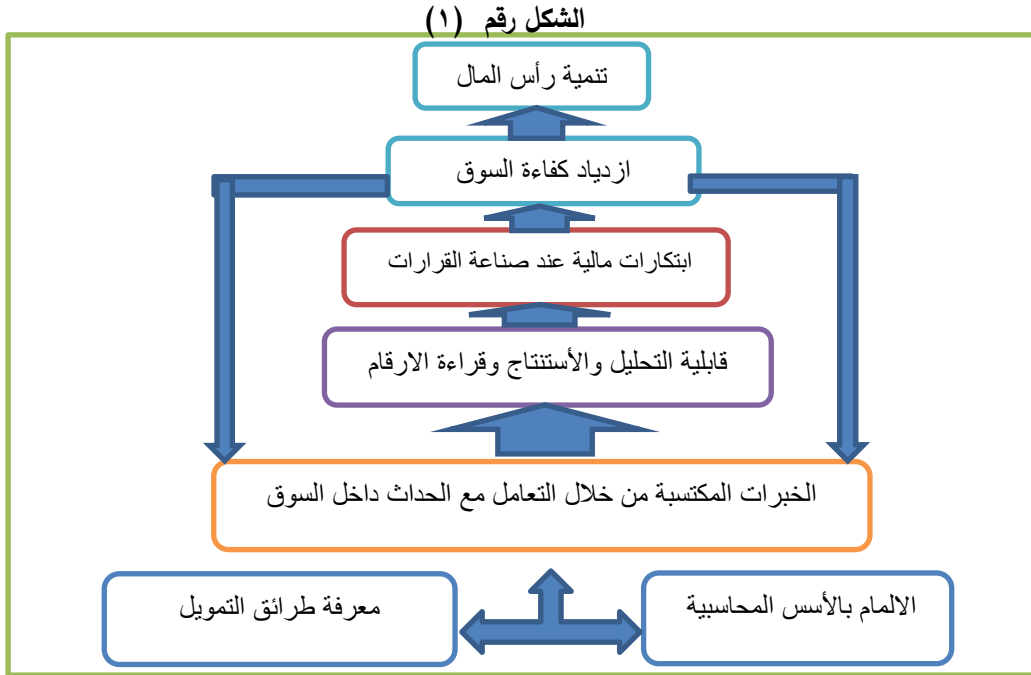 الشكل رقم (١)
تنمية رأس المال
ازدياد كفاءة السوق
ابتكارات مالية عند صناعة القرارات
قابلية التحليل والأستنتاج وقراءة الارقام
الخبرات المكتسبة من خلال التعامل مع الحداث داخل السوق
الالمام بالأسس المحاسبية
معرفة طرائق التمويل